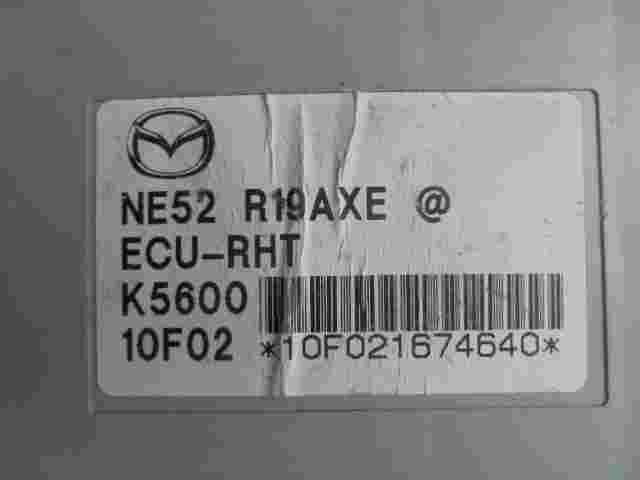 NE52 R19AXE @
ECU-RHT
K5600
10F02 *10F021674640*